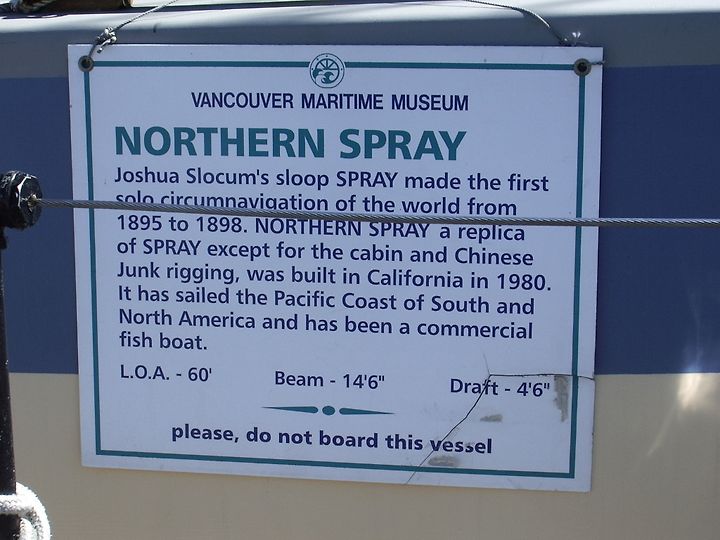 VANCOUVER MARITIME MUSEUM
NORTHERN SPRAY
Joshua Slocum's sloop SPRAY made the first
solo circumnavigation of the world from
1895 to 1898. NORTHERN SPRAY a replica
of SPRAY except for the cabin and Chinese
Junk rigging, was built in California in 1980.
It has sailed the Pacific Coast of South and
North America and has been a commercial
fish boat.
L.O.A. - 60' Beam - 14'6" Draft - 4'6"
please, do not board this vessel